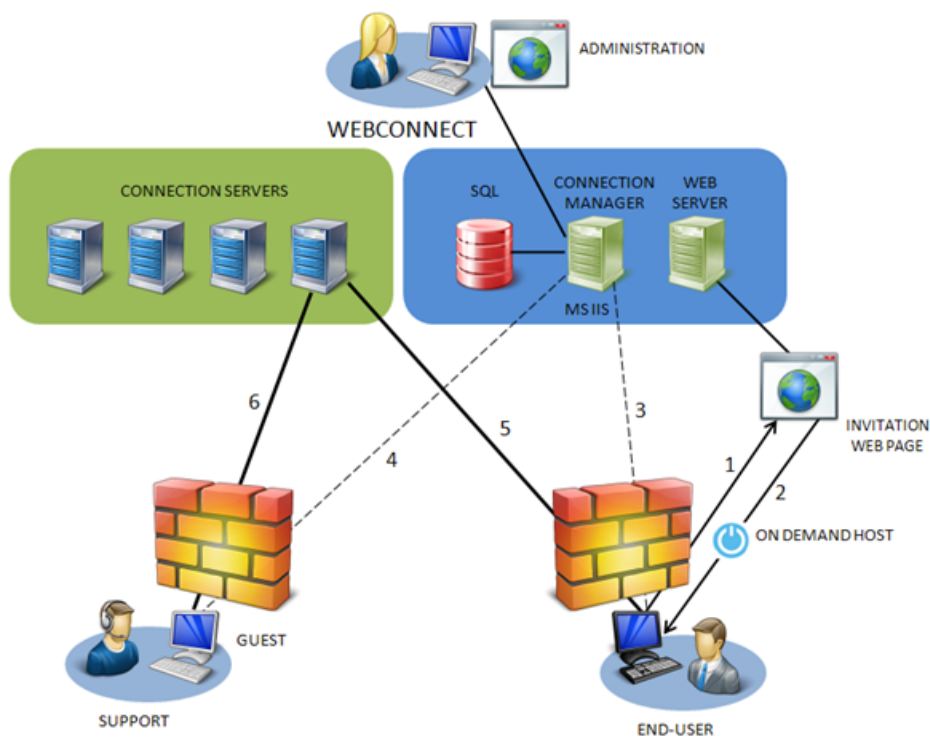 ADMINISTRATION
WEBCONNECT
CONNECTION SERVERS
SQL
CONNECTION
MANAGER
WEB
SERVER
MS IIS
6
5
4
3
1
2
INVITATION
WEB PAGE
ON DEMAND HOST
GUEST
SUPPORT
END-USER